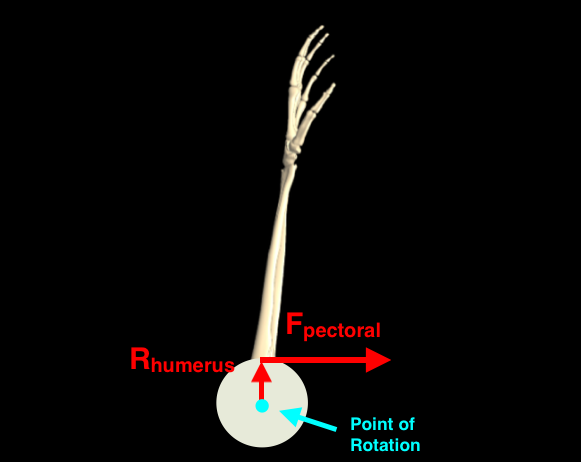 Fpectoral
Rhumerus
Point of
Rotation